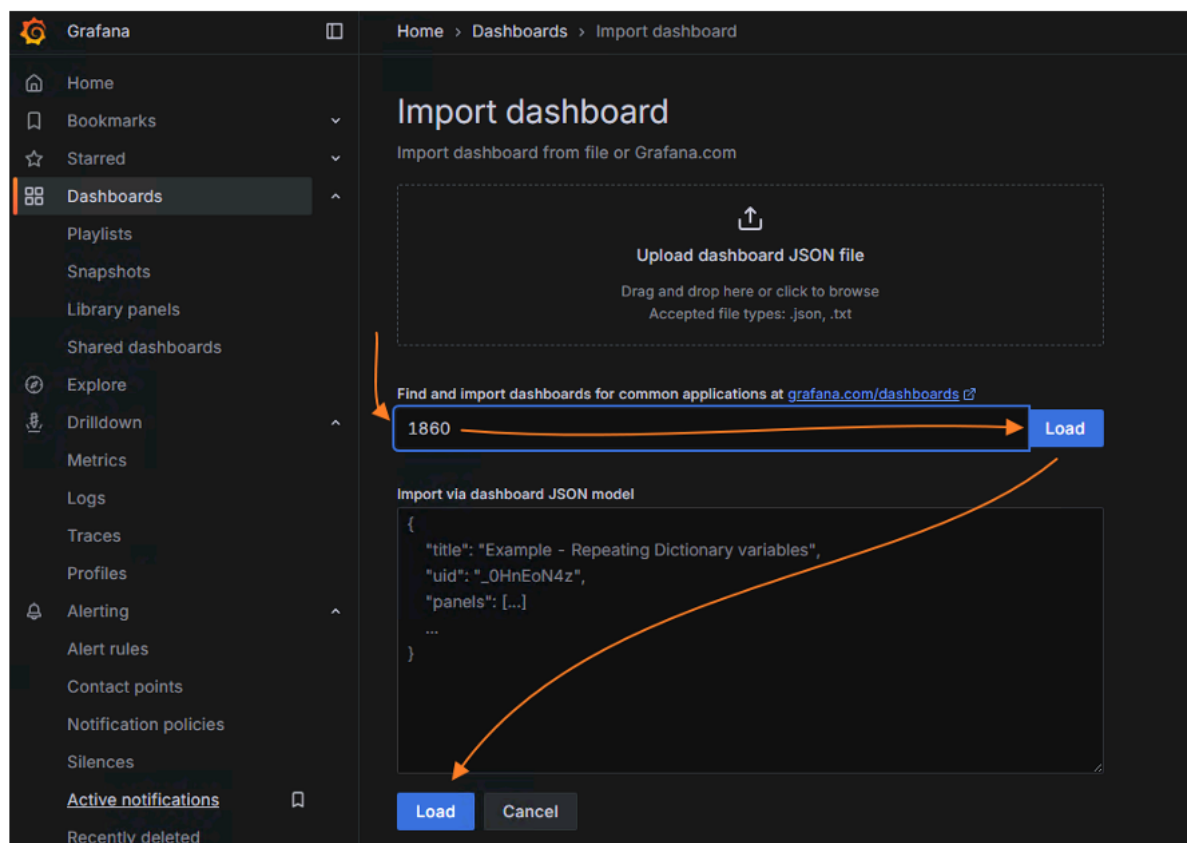 Grafana
Home
Bookmarks
Starred
Dashboards
Playlists
Snapshots
Library panels
Shared dashboards
Explore
Drilldown
Metrics
Logs
Traces
Profiles
Alerting
Alert rules
Contact points
Notification policies
Silences
Active notifications
Recently deleted
Home > Dashboards > Import dashboard
Import dashboard
Import dashboard from file or Grafana.com
Upload dashboard JSON file
Drag and drop here or click to browse
Accepted file types: .json, .txt
Find and import dashboards for common applications at grafana.com/dashboards
1860 Load
Import via dashboard JSON model
{
"title": "Example - Repeating Dictionary variables",
"uid": "_0HnEoN4z",
"panels": [...]
...
}
Load Cancel